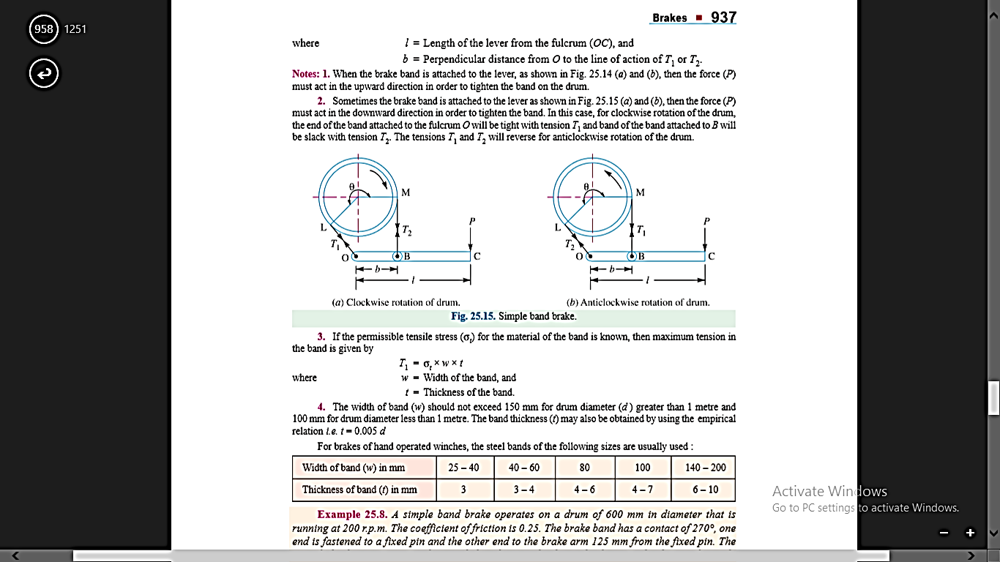 958 1251
Brakes ■ 937
where l = Length of the lever from the fulcrum (OC), and
b = Perpendicular distance from O to the line of action of T₁ or T₂.
Notes: 1. When the brake band is attached to the lever, as shown in Fig. 25.14 (a) and (b), then the force (P)
must act in the upward direction in order to tighten the band on the drum.
2. Sometimes the brake band is attached to the lever as shown in Fig. 25.15 (a) and (b), then the force (P)
must act in the downward direction in order to tighten the band. In this case, for clockwise rotation of the drum,
the end of the band attached to the fulcrum O will be tight with tension T₁ and band of the band attached to B will
be slack with tension T₂. The tensions T₁ and T₂ will reverse for anticlockwise rotation of the drum.
θ M L T₁ T₂ P O B C b l
θ M L T₂ T₁ P O B C b l
(a) Clockwise rotation of drum. (b) Anticlockwise rotation of drum.
Fig. 25.15. Simple band brake.
3. If the permissible tensile stress (σₜ) for the material of the band is known, then maximum tension in
the band is given by
T₁ = σₜ × w × t
where w = Width of the band, and
t = Thickness of the band.
4. The width of band (w) should not exceed 150 mm for drum diameter (d ) greater than 1 metre and
100 mm for drum diameter less than 1 metre. The band thickness (t) may also be obtained by using the empirical
relation i.e. t = 0.005 d
For brakes of hand operated winches, the steel bands of the following sizes are usually used :
Width of band (w) in mm 25 – 40 40 – 60 80 100 140 – 200
Thickness of band (t) in mm 3 3 – 4 4 – 6 4 – 7 6 – 10
Example 25.8. A simple band brake operates on a drum of 600 mm in diameter that is
running at 200 r.p.m. The coefficient of friction is 0.25. The brake band has a contact of 270°, one
end is fastened to a fixed pin and the other end to the brake arm 125 mm from the fixed pin. The
Activate Windows
Go to PC settings to activate Windows.